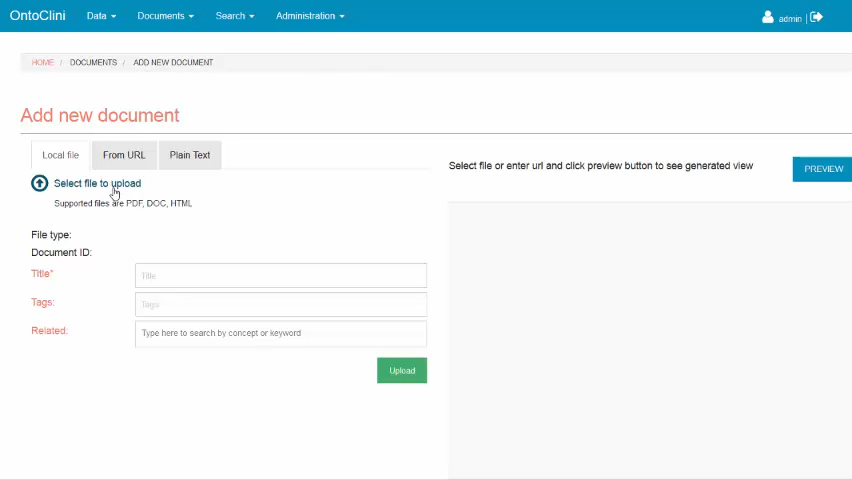 OntoClini Data Documents Search Administration admin
HOME / DOCUMENTS / ADD NEW DOCUMENT
Add new document
Local file From URL Plain Text
Select file to upload
Supported files are PDF, DOC, HTML
File type:
Document ID:
Title* Title
Tags: Tags
Related: Type here to search by concept or keyword
Upload
Select file or enter url and click preview button to see generated view
PREVIEW